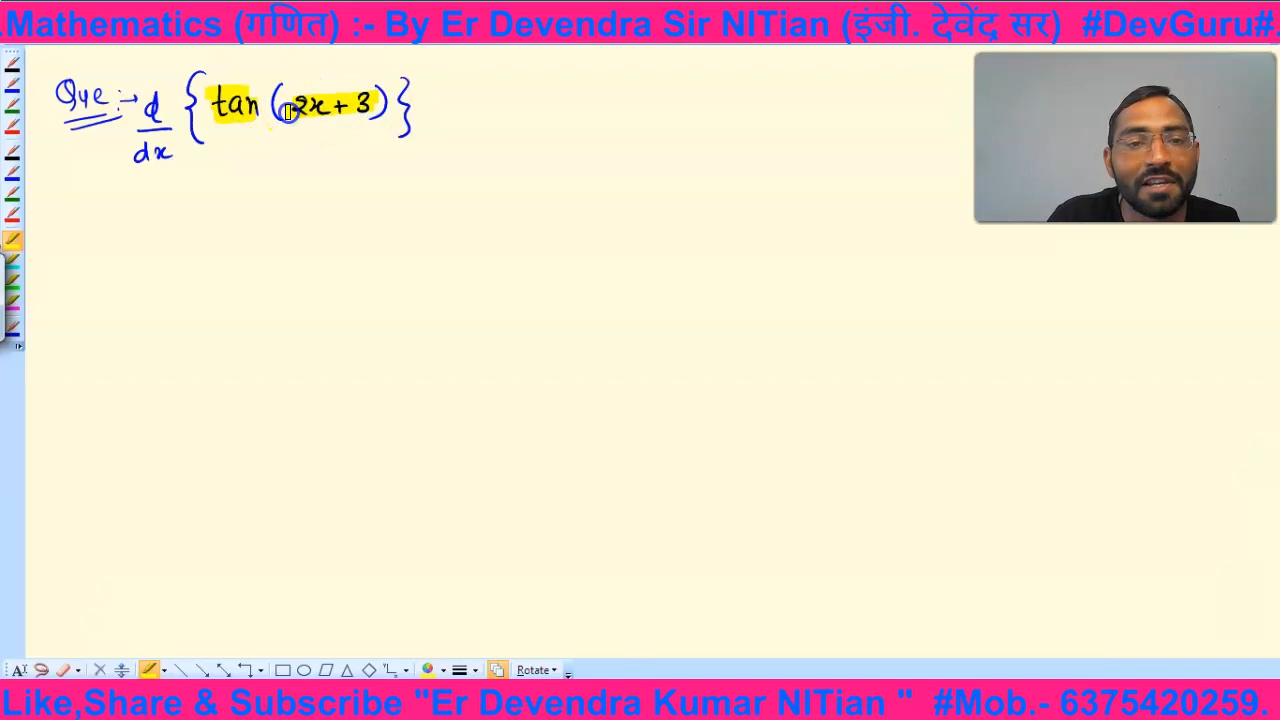 .Mathematics (गणित) :- By Er Devendra Sir NITian (इंजी. देवेंद्र सर) #DevGuru#.
Que :→ d/dx { tan (2x + 3) }
Rotate
Like,Share & Subscribe "Er Devendra Kumar NITian " #Mob.- 6375420259.